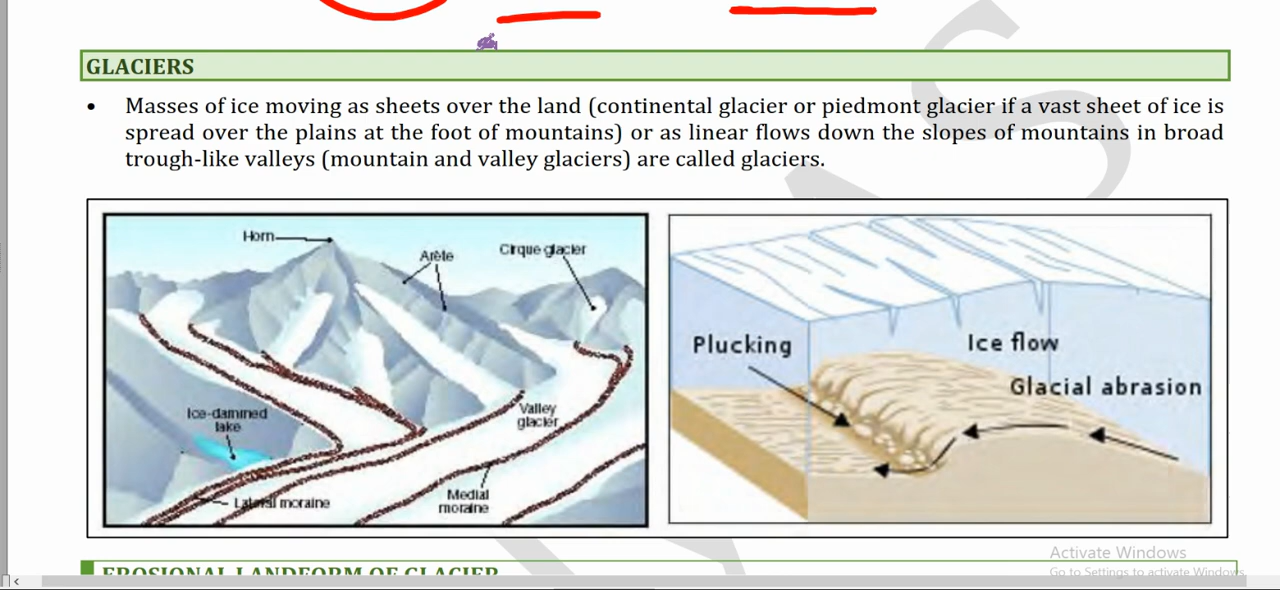 GLACIERS
• Masses of ice moving as sheets over the land (continental glacier or piedmont glacier if a vast sheet of ice is
spread over the plains at the foot of mountains) or as linear flows down the slopes of mountains in broad
trough-like valleys (mountain and valley glaciers) are called glaciers.
Horn
Arête
Cirque glacier
Ice-dammed
lake
Valley
glacier
Lateral moraine
Medial
moraine
Plucking
Ice flow
Glacial abrasion
Activate Windows
Go to Settings to activate Windows.
EROSIONAL LANDFORM OF GLACIER